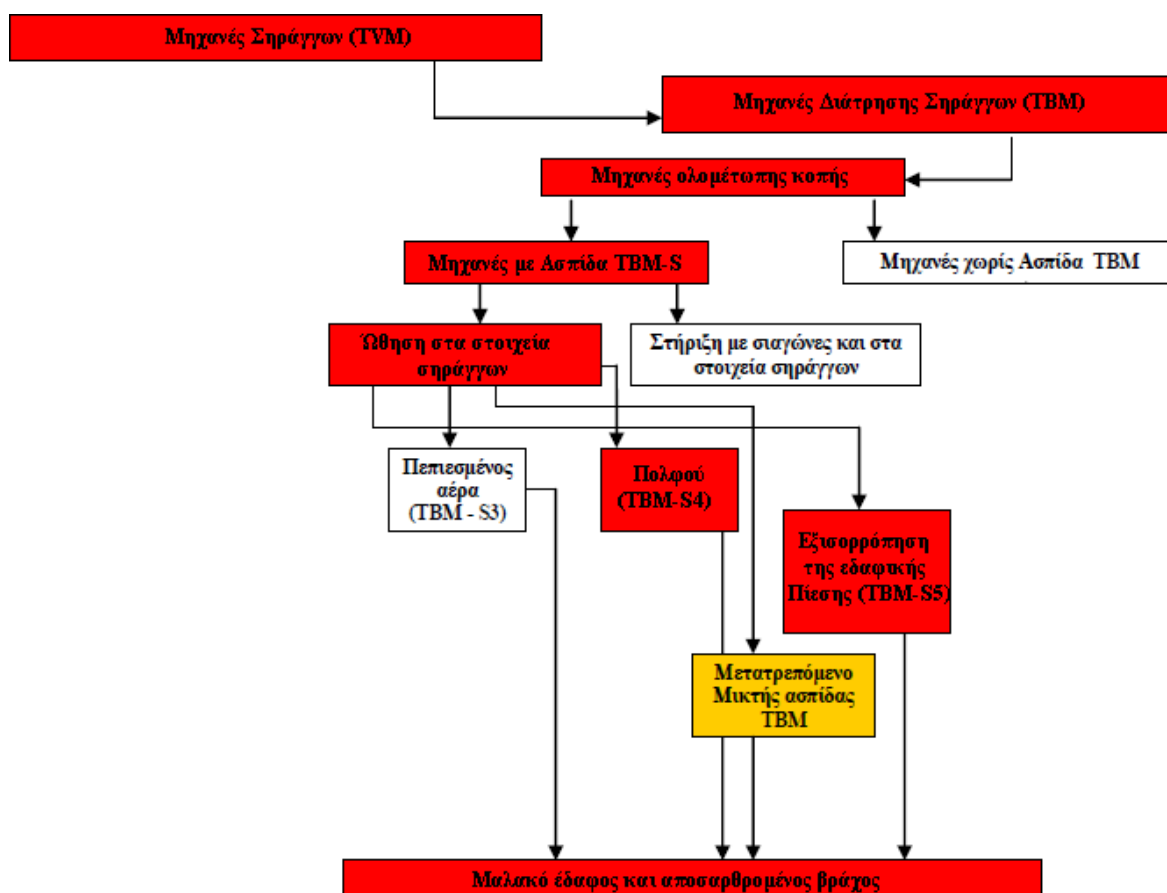 Μηχανές Σηράγγων (TVM)
Μηχανές Διάτρησης Σηράγγων (TBM)
Μηχανές ολομέτωπης κοπής
Μηχανές με Ασπίδα TBM-S
Μηχανές χωρίς Ασπίδα TBM
Ώθηση στα στοιχεία
σηράγγων
Στήριξη με σιαγώνες και στα
στοιχεία σηράγγων
Πεπιεσμένος
αέρα
(TBM - S3)
Πολφού
(TBM-S4)
Εξισορρόπηση
της εδαφικής
Πίεσης (TBM-S5)
Μετατρεπόμενο
Μικτής ασπίδας
TBM
Μαλακό έδαφος και αποσαρθρομένος βράχος